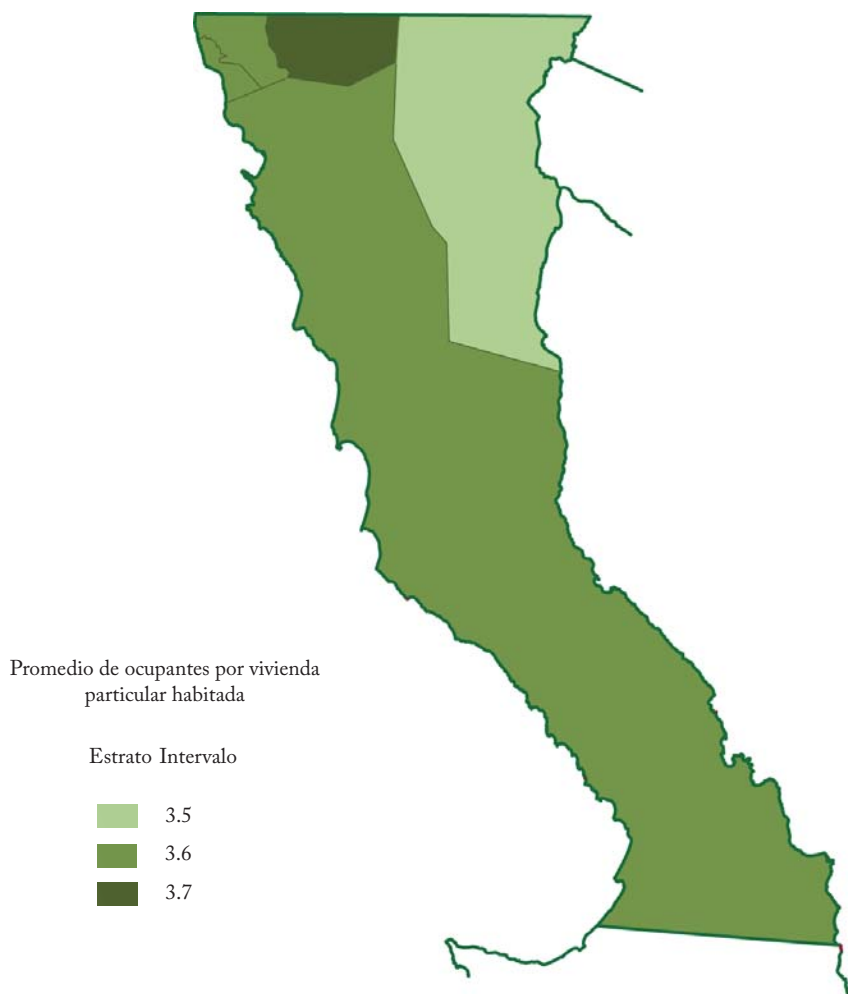 Promedio de ocupantes por vivienda
particular habitada
Estrato Intervalo
3.5
3.6
3.7